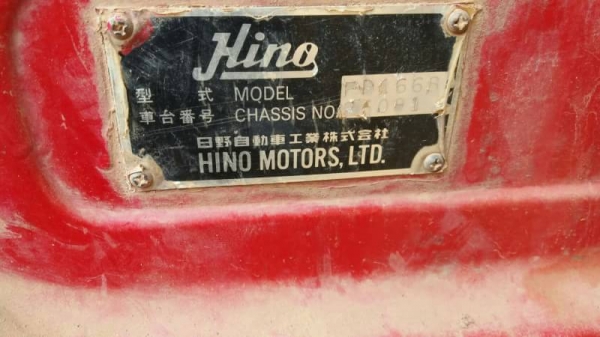 Hino
型 式 MODEL
車台番号 CHASSIS NO.
日野自動車工業株式会社
HINO MOTORS, LTD.